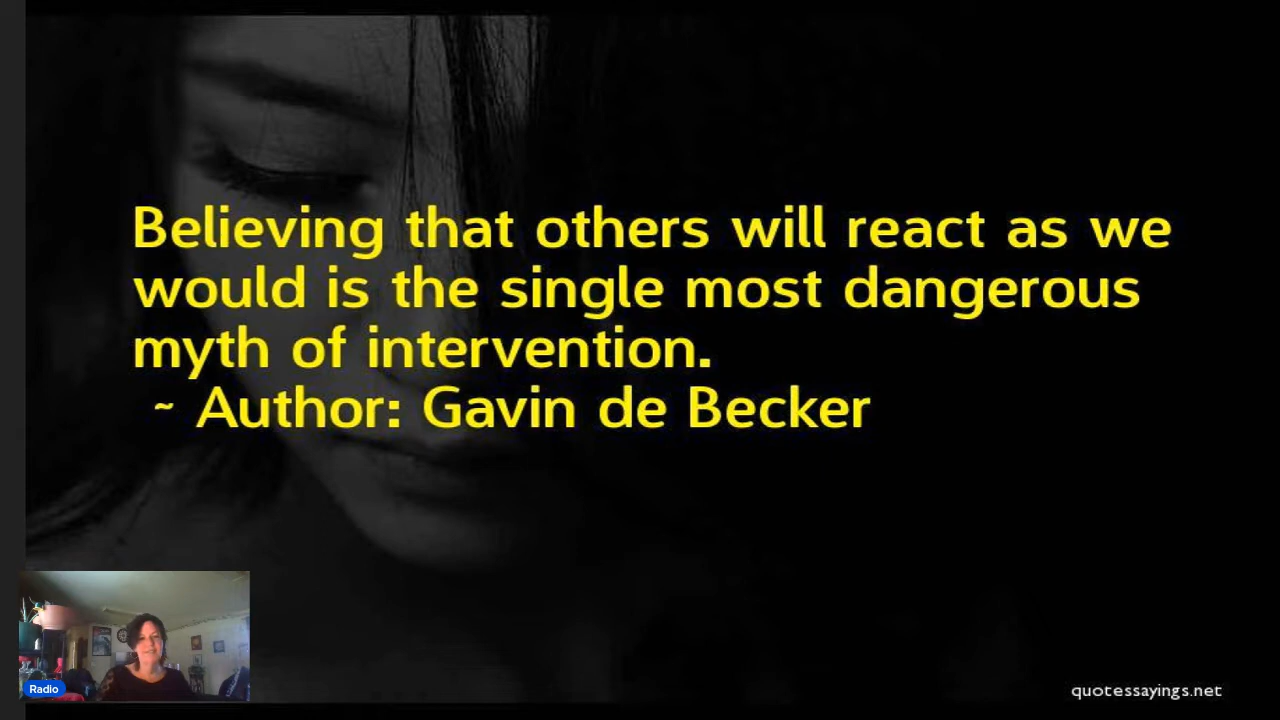 Believing that others will react as we
would is the single most dangerous
myth of intervention.
~ Author: Gavin de Becker
Radio
quotessayings.net